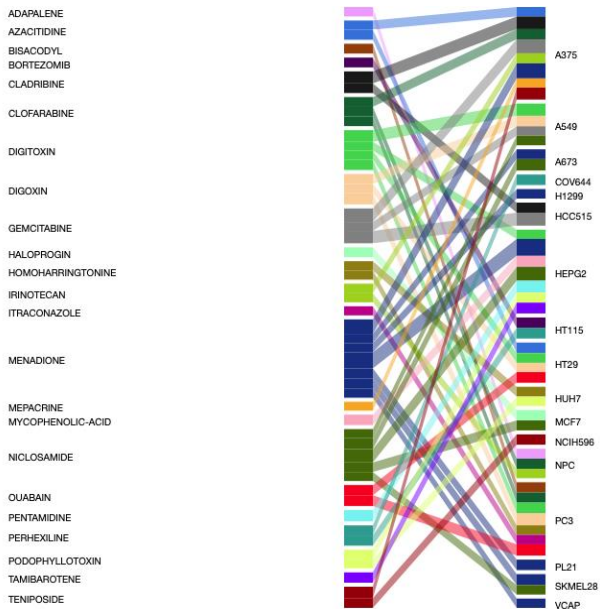 ADAPALENE
AZACITIDINE
BISACODYL
BORTEZOMIB
CLADRIBINE
CLOFARABINE
DIGITOXIN
DIGOXIN
GEMCITABINE
HALOPROGIN
HOMOHARRINGTONINE
IRINOTECAN
ITRACONAZOLE
MENADIONE
MEPACRINE
MYCOPHENOLIC-ACID
NICLOSAMIDE
OUABAIN
PENTAMIDINE
PERHEXILINE
PODOPHYLLOTOXIN
TAMIBAROTENE
TENIPOSIDE
A375
A549
A673
COV644
H1299
HCC515
HEPG2
HT115
HT29
HUH7
MCF7
NCIH596
NPC
PC3
PL21
SKMEL28
VCAP